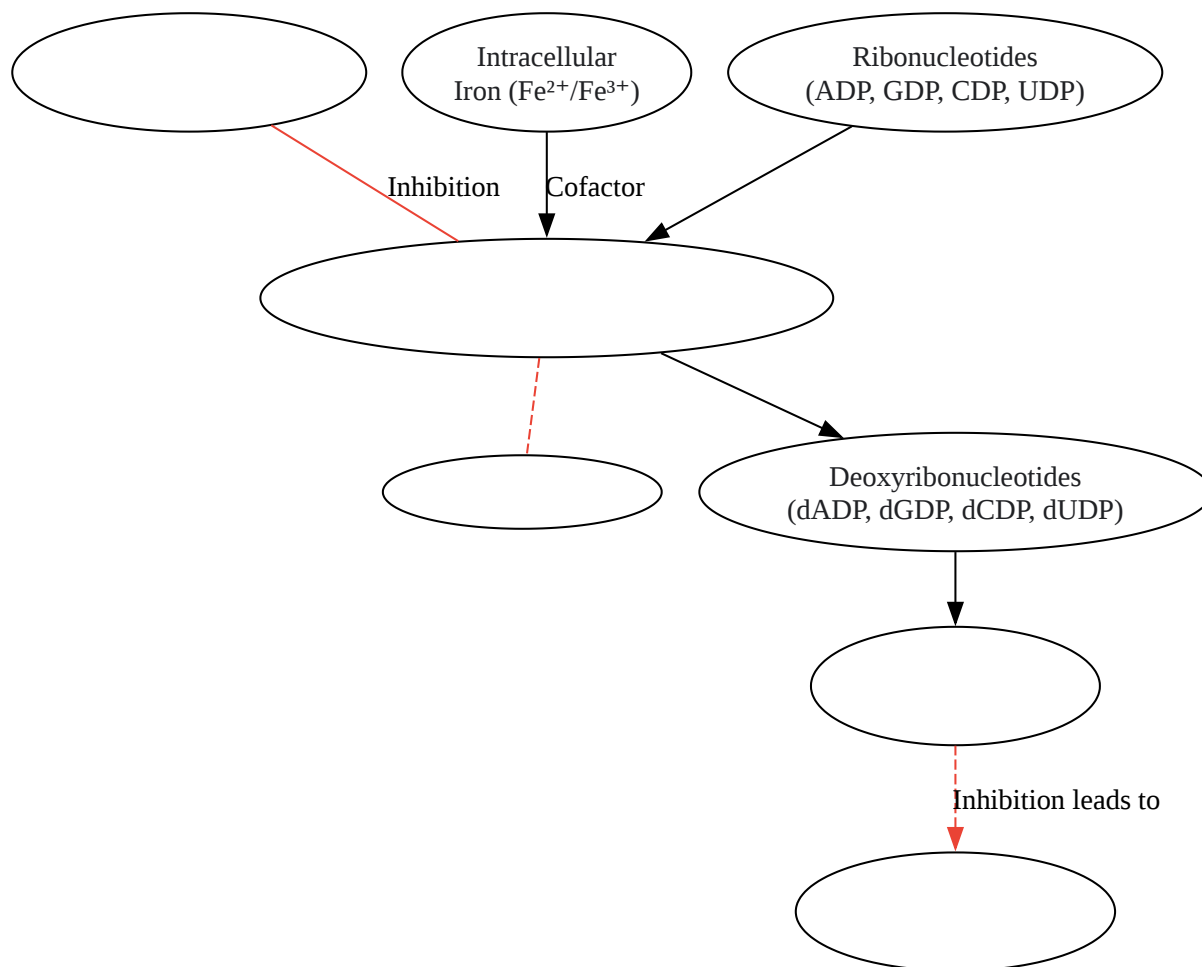 Intracellular
Iron (Fe²⁺/Fe³⁺)
Ribonucleotides
(ADP, GDP, CDP, UDP)
Inhibition
Cofactor
Deoxyribonucleotides
(dADP, dGDP, dCDP, dUDP)
Inhibition leads to